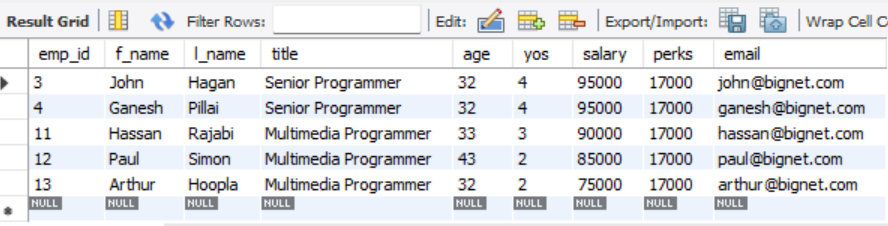 Result Grid Filter Rows: Edit: Export/Import: Wrap Cell C
emp_id f_name l_name title age yos salary perks email
3 John Hagan Senior Programmer 32 4 95000 17000 john@bignet.com
4 Ganesh Pillai Senior Programmer 32 4 95000 17000 ganesh@bignet.com
11 Hassan Rajabi Multimedia Programmer 33 3 90000 17000 hassan@bignet.com
12 Paul Simon Multimedia Programmer 43 2 85000 17000 paul@bignet.com
13 Arthur Hoopla Multimedia Programmer 32 2 75000 17000 arthur@bignet.com
NULL NULL NULL NULL NULL NULL NULL NULL NULL